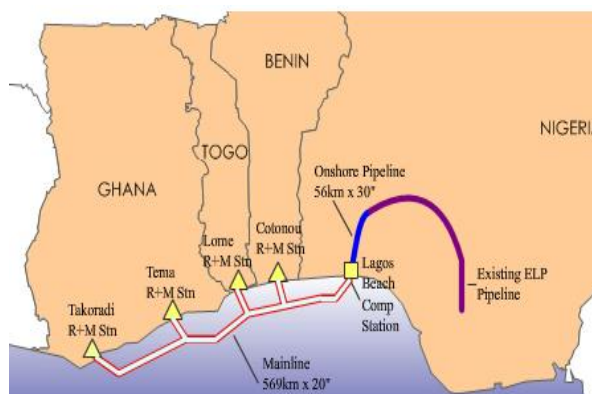 BENIN
NIGERIA
TOGO
GHANA
Onshore Pipeline
56km x 30"
Cotonou
R+M Stn
Lome
R+M Stn
Tema
R+M Stn
Takoradi
R+M Stn
Lagos
Beach
Comp
Station
Existing ELP
Pipeline
Mainline
569km x 20"